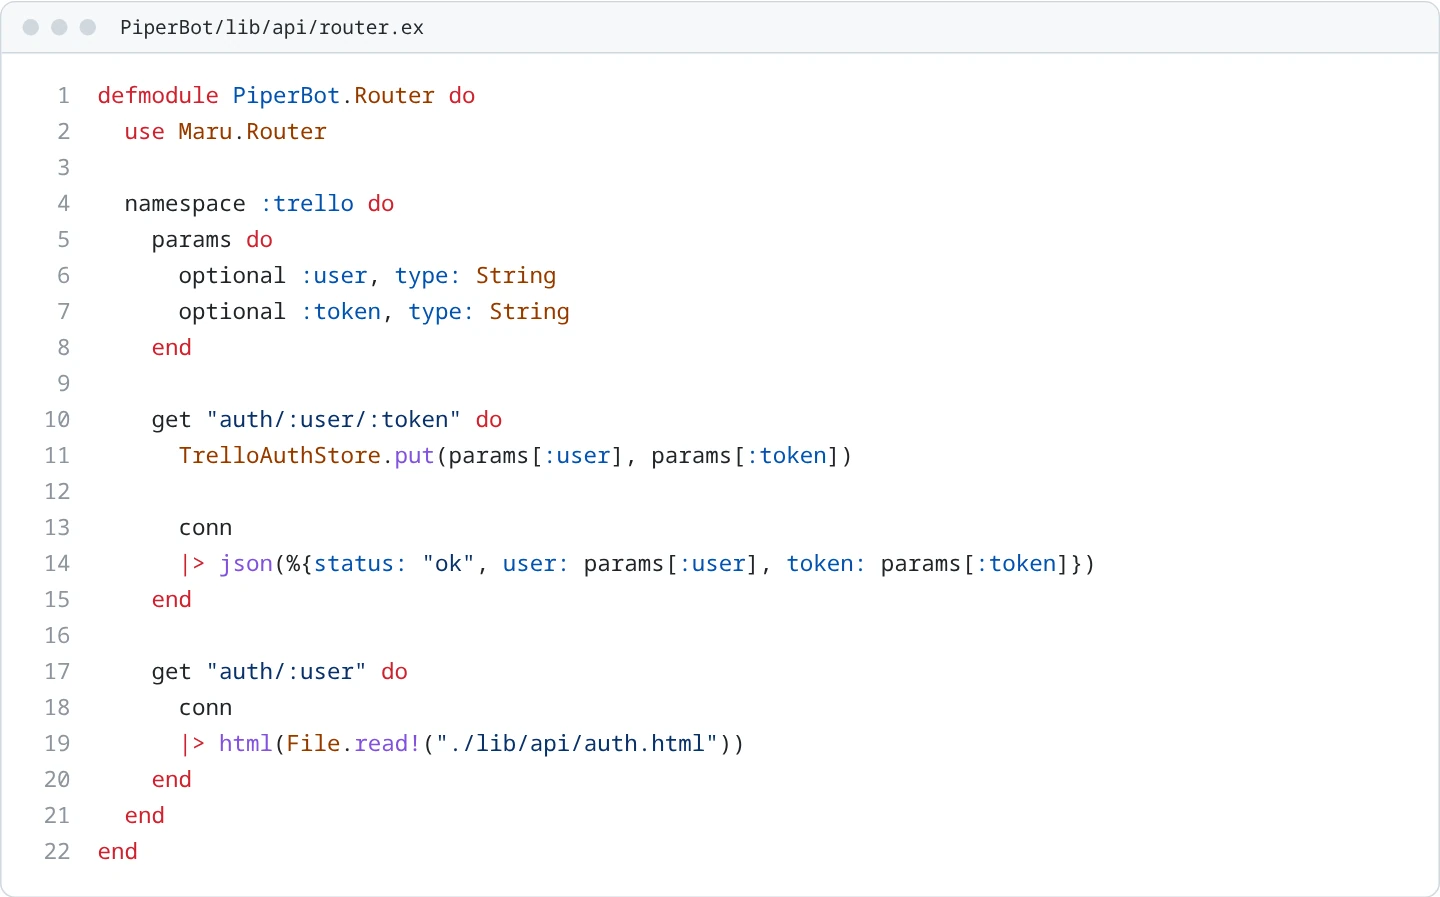 PiperBot/lib/api/router.ex
1 defmodule PiperBot.Router do
2   use Maru.Router
3
4   namespace :trello do
5     params do
6       optional :user, type: String
7       optional :token, type: String
8     end
9
10     get "auth/:user/:token" do
11       TrelloAuthStore.put(params[:user], params[:token])
12
13       conn
14       |> json(%{status: "ok", user: params[:user], token: params[:token]})
15     end
16
17     get "auth/:user" do
18       conn
19       |> html(File.read!("./lib/api/auth.html"))
20     end
21   end
22 end